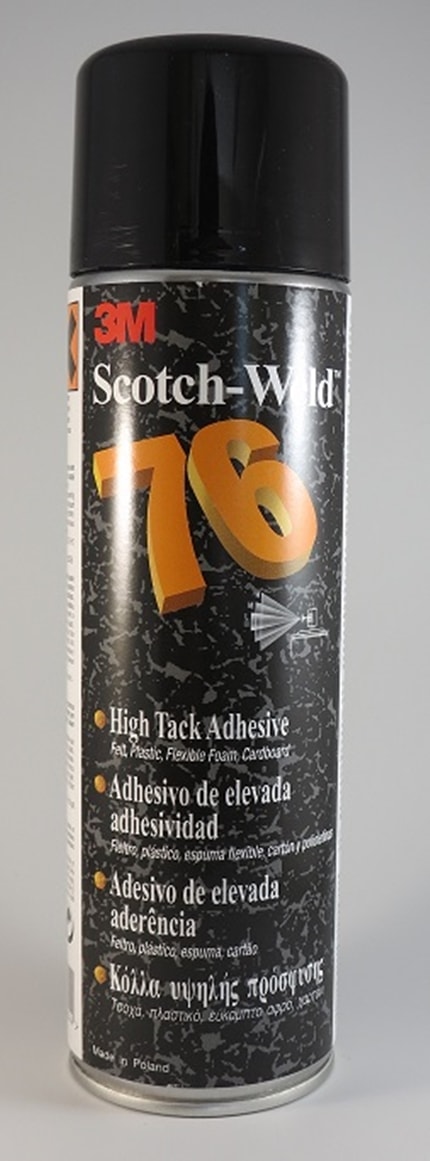 3M
Scotch-Weld™
76
High Tack Adhesive
Felt, Plastic, Flexible Foam, Cardboard
Adhesivo de elevada
adhesividad
Fieltro, plástico, espuma flexible, cartón y poliestireno
Adesivo de elevada
aderência
Feltro, plástico, espuma, cartão
Κόλλα υψηλής πρόσφυσης
Τσόχα, πλαστικό, εύκαμπτο αφρό,
Made in Poland